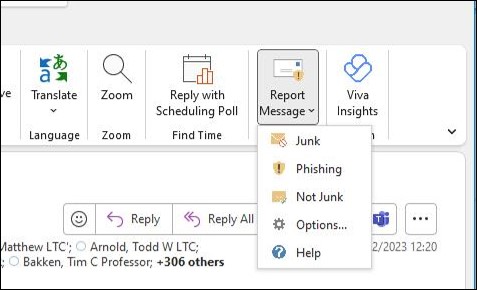 ve
Translate
Zoom
Reply with
Scheduling Poll
Report
Message
Viva
Insights
Language
Zoom
Find Time
Junk
Phishing
Not Junk
Options...
Help
Reply
Reply All
Matthew LTC'; Arnold, Todd W LTC;
2/2023 12:20
; Bakken, Tim C Professor; +306 others